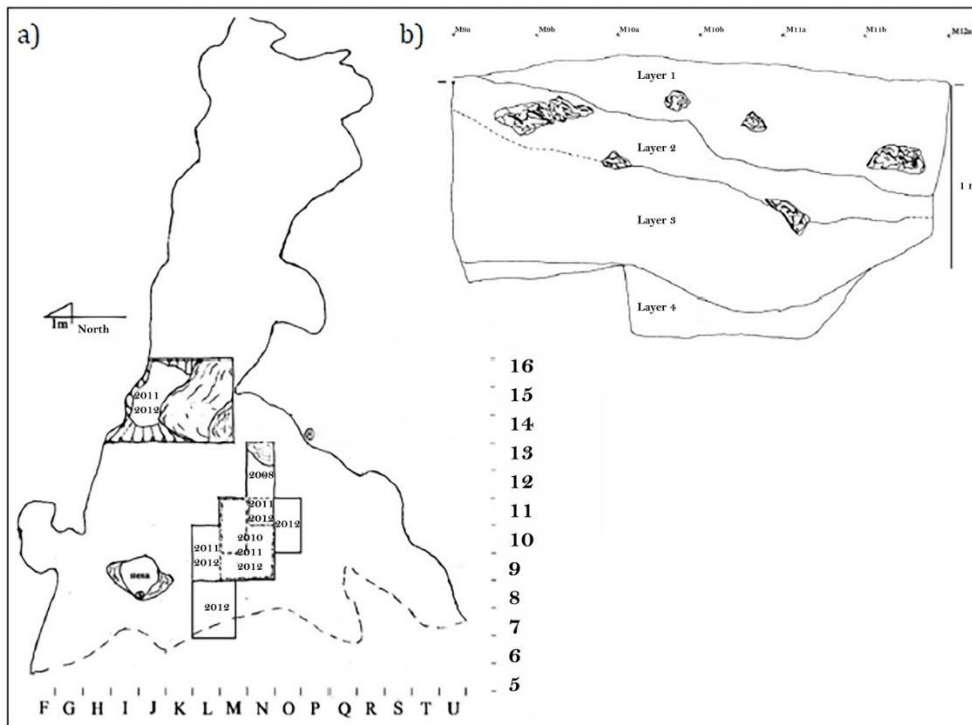 a)
b)
M9a M9b M10a M10b M11a M11b M12a
Layer 1
Layer 2
Layer 3
Layer 4
1 m
1m North
2011
2012
2008
2011
2012
2012
2010
2011
2012
2011
2012
2012
siena
16
15
14
13
12
11
10
9
8
7
6
5
F G H I J K L M N O P Q R S T U